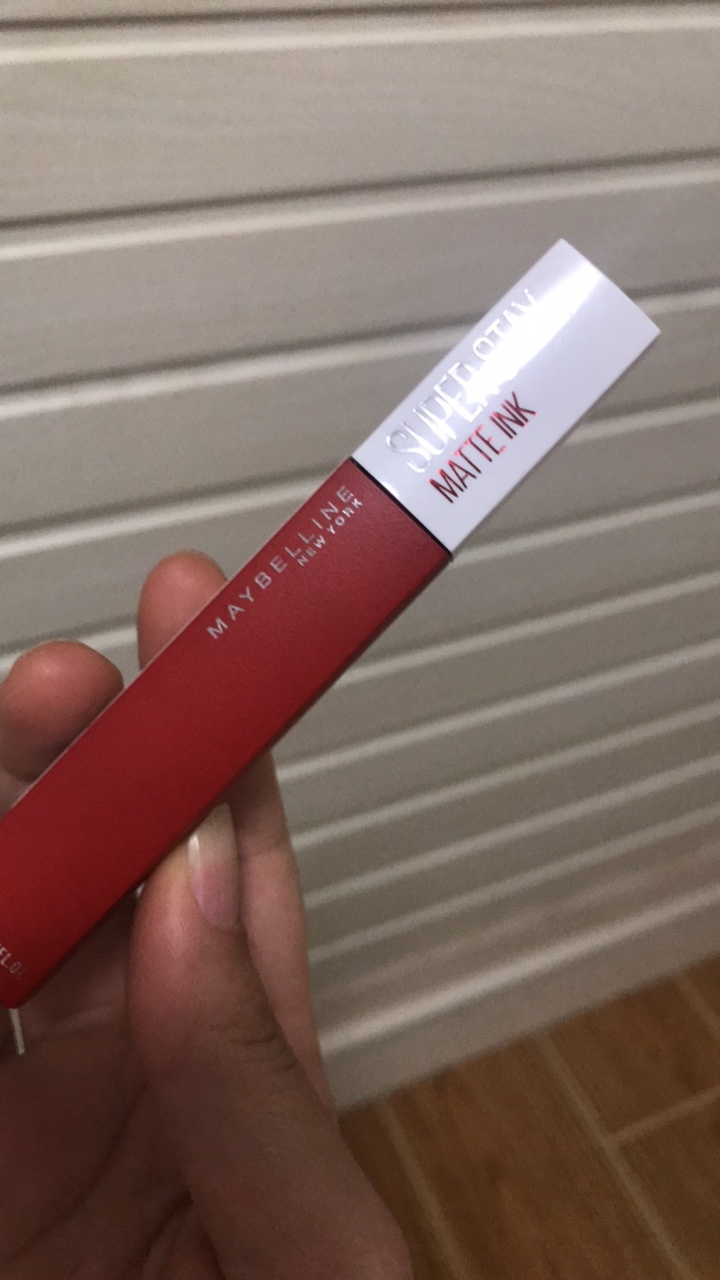 SUPER STAY
MATTE INK
MAYBELLINE
NEW YORK